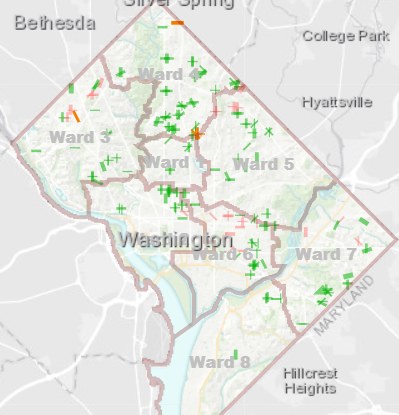 Silver Spring
Bethesda
College Park
Ward 4
Hyattsville
Ward 3
Ward 1
Ward 5
Washington
Ward 6
Ward 7
MARYLAND
Ward 8
Hillcrest
Heights